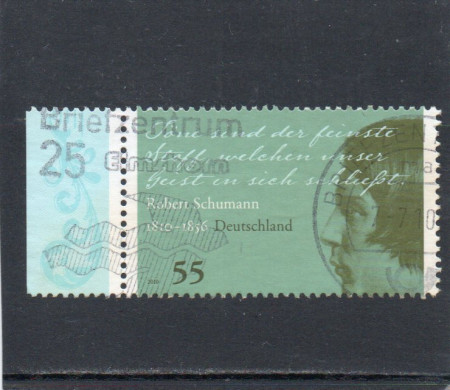 Briefzentrum
25
Töne sind der feinste
Stoff, welchen unser
Geist in sich schließt.
Robert Schumann
1810–1856 Deutschland
55